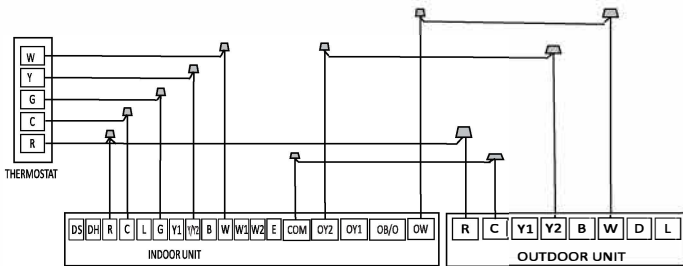 W
Y
G
C
R
THERMOSTAT
DS DH R C L G Y1 Y/Y2 B W W1 W2 E COM OY2 OY1 OB/O OW
INDOOR UNIT
R C Y1 Y2 B W D L
OUTDOOR UNIT